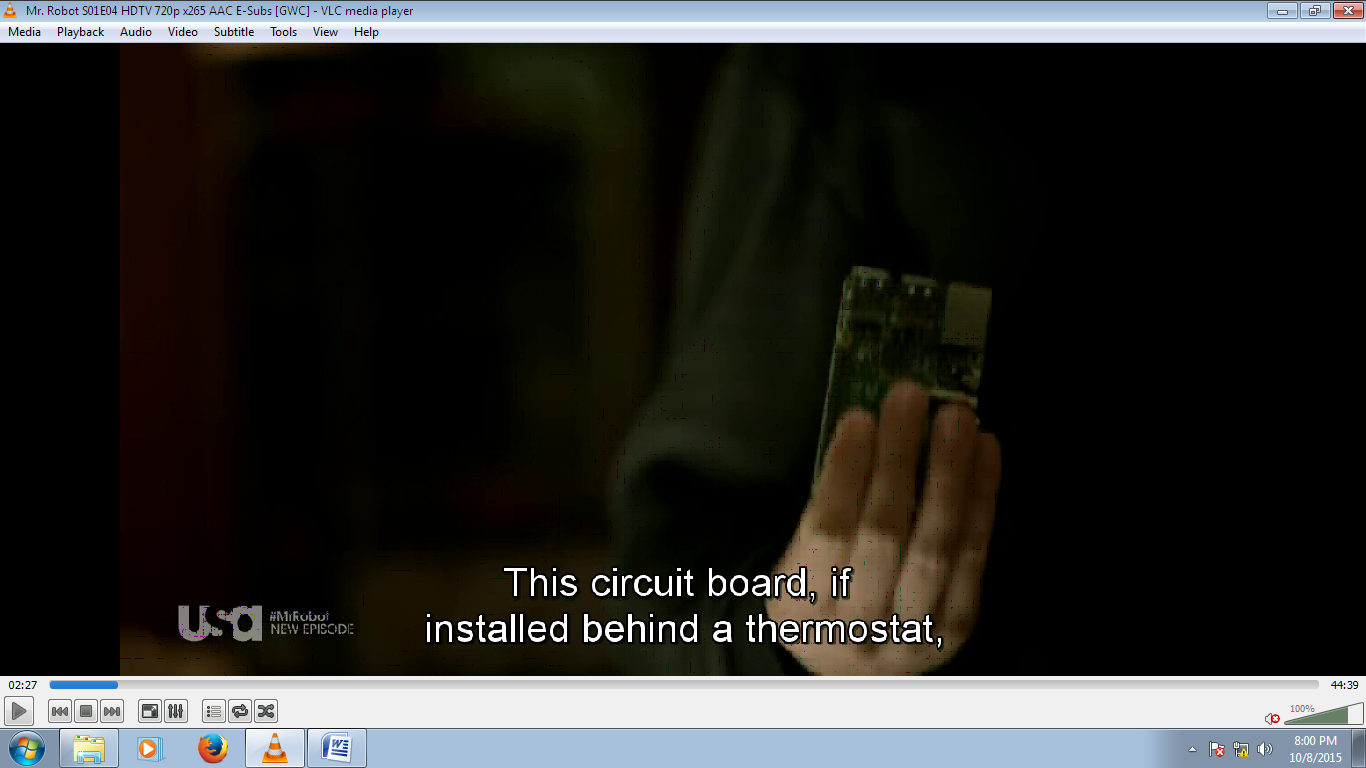 Mr. Robot S01E04 HDTV 720p x265 AAC E-Subs [GWC] - VLC media player
Media Playback Audio Video Subtitle Tools View Help
This circuit board, if
installed behind a thermostat,
usa #MrRobot
NEW EPISODE
02:27 44:39
100%
8:00 PM
10/8/2015